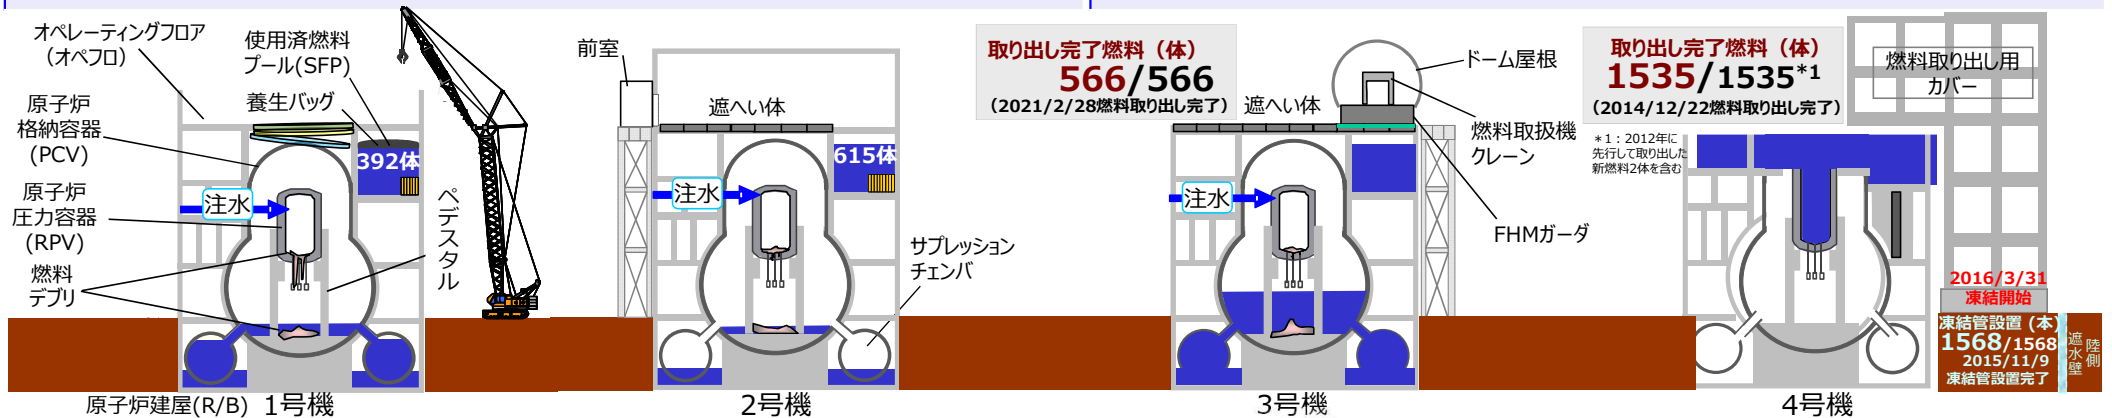 オペレーティングフロア
(オペフロ)
使用済燃料
プール(SFP)
養生バッグ
原子炉
格納容器
(PCV)
原子炉
圧力容器
(RPV)
燃料
デブリ
注水
392体
ペデスタル
原子炉建屋(R/B)
1号機
前室
遮へい体
615体
注水
サプレッション
チェンバ
2号機
取り出し完了燃料（体）
566/566
(2021/2/28燃料取り出し完了)
遮へい体
ドーム屋根
燃料取扱機
クレーン
FHMガーダ
注水
3号機
取り出し完了燃料（体）
1535/1535*1
(2014/12/22燃料取り出し完了)
*1：2012年に
先行して取り出した
新燃料2体を含む
燃料取り出し用
カバー
2016/3/31
凍結開始
凍結管設置 (本)
1568/1568
2015/11/9
凍結管設置完了
陸側
遮水壁
4号機